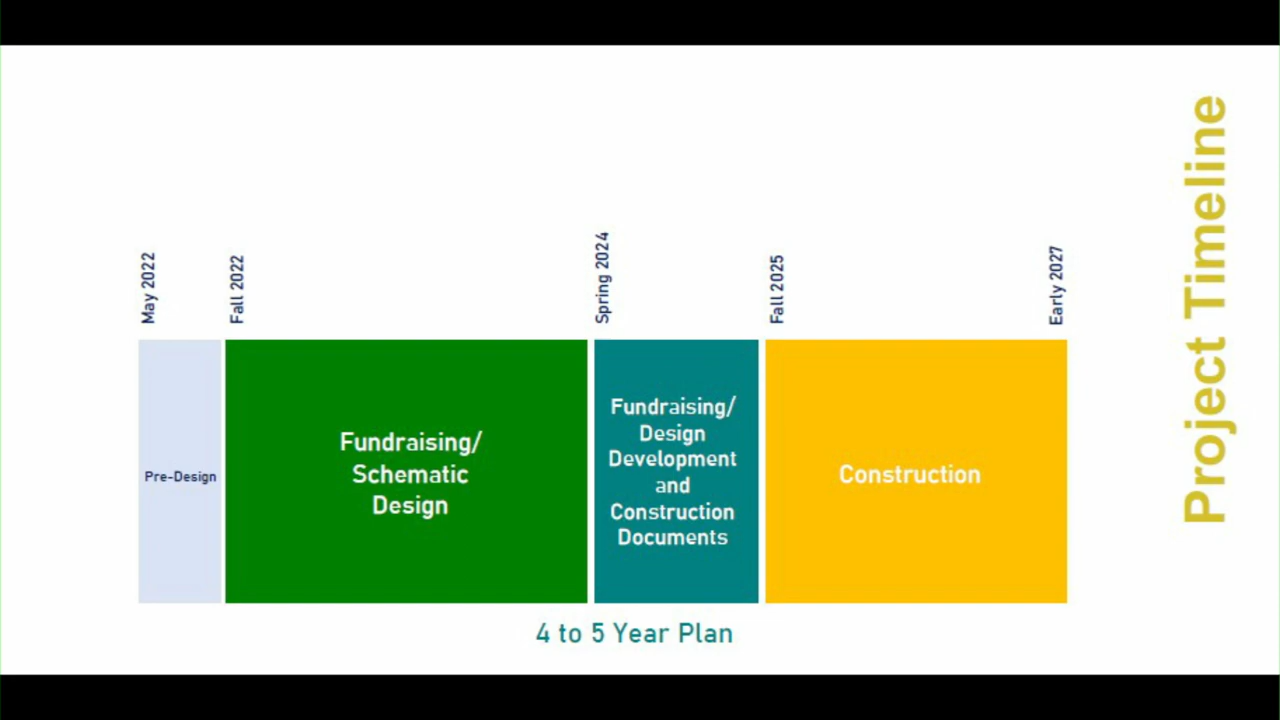 Project Timeline
May 2022
Fall 2022
Spring 2024
Fall 2025
Early 2027
Pre-Design
Fundraising/
Schematic
Design
Fundraising/
Design
Development
and
Construction
Documents
Construction
4 to 5 Year Plan